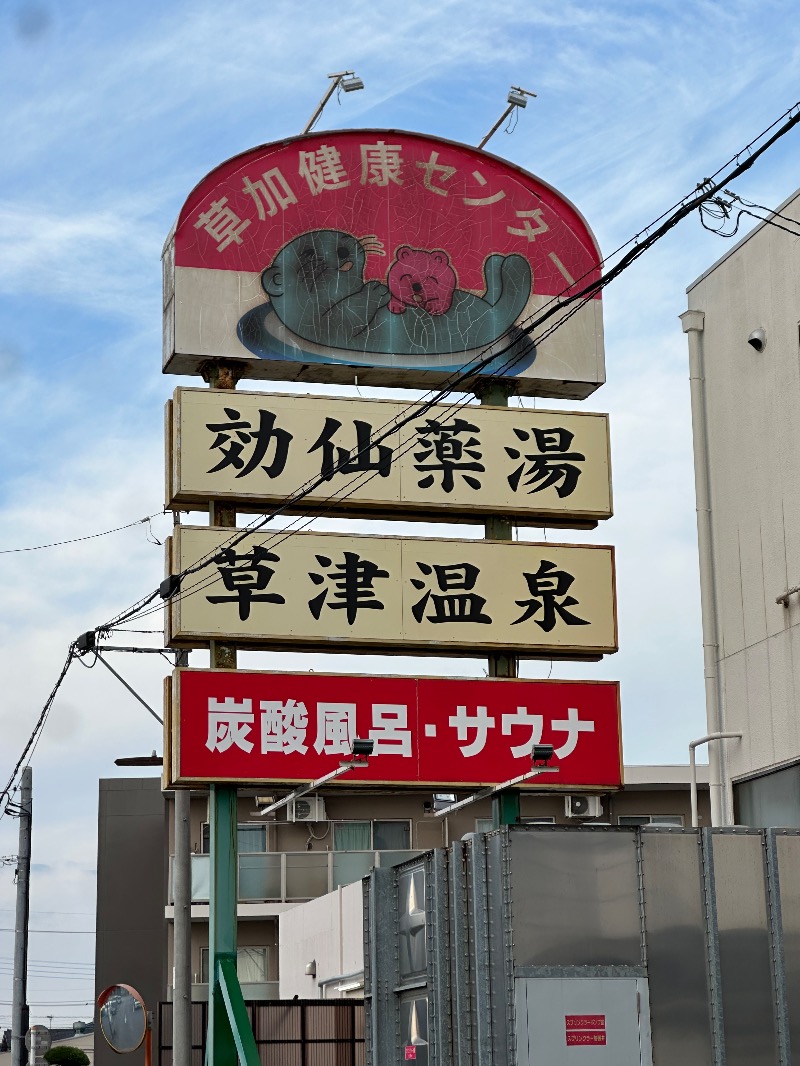 草加健康センター
効仙薬湯
草津温泉
炭酸風呂・サウナ